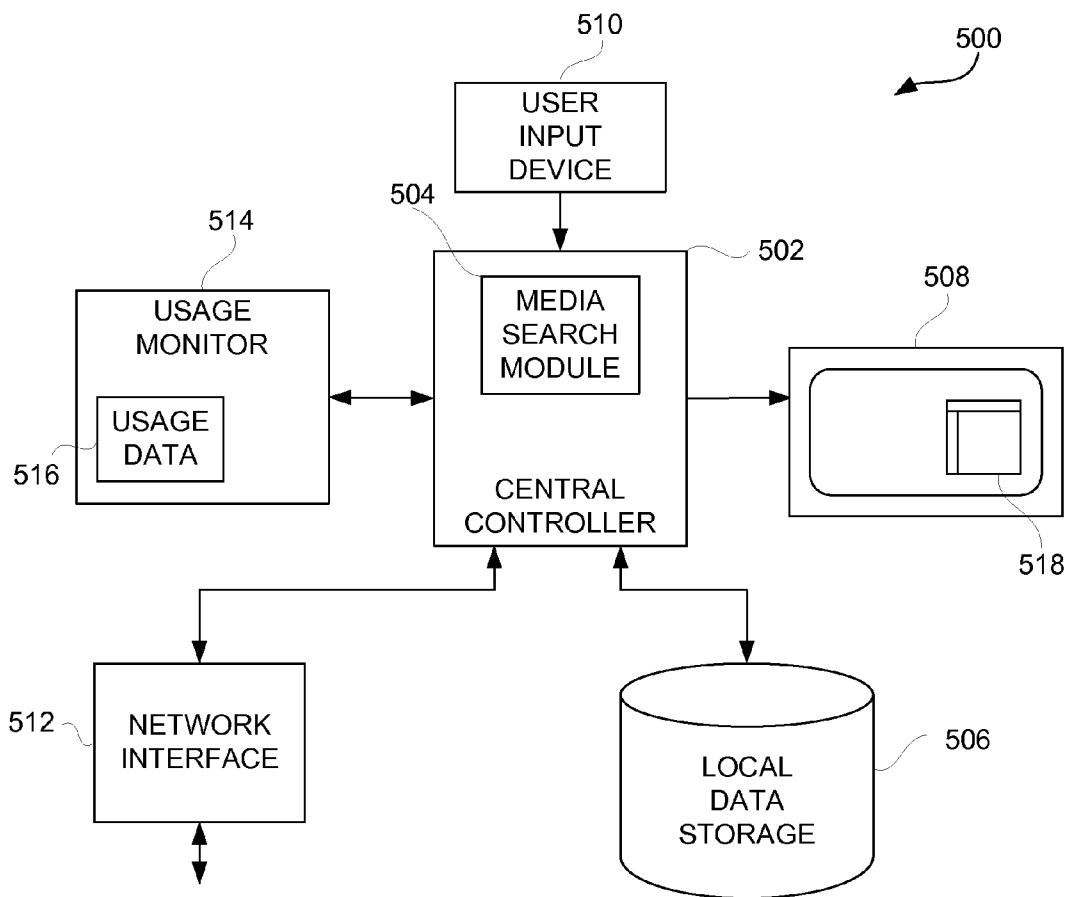 510
500
USER
INPUT
DEVICE
504
514
502
508
USAGE
MONITOR
MEDIA
SEARCH
MODULE
USAGE
DATA
516
CENTRAL
CONTROLLER
518
512
NETWORK
INTERFACE
506
LOCAL
DATA
STORAGE